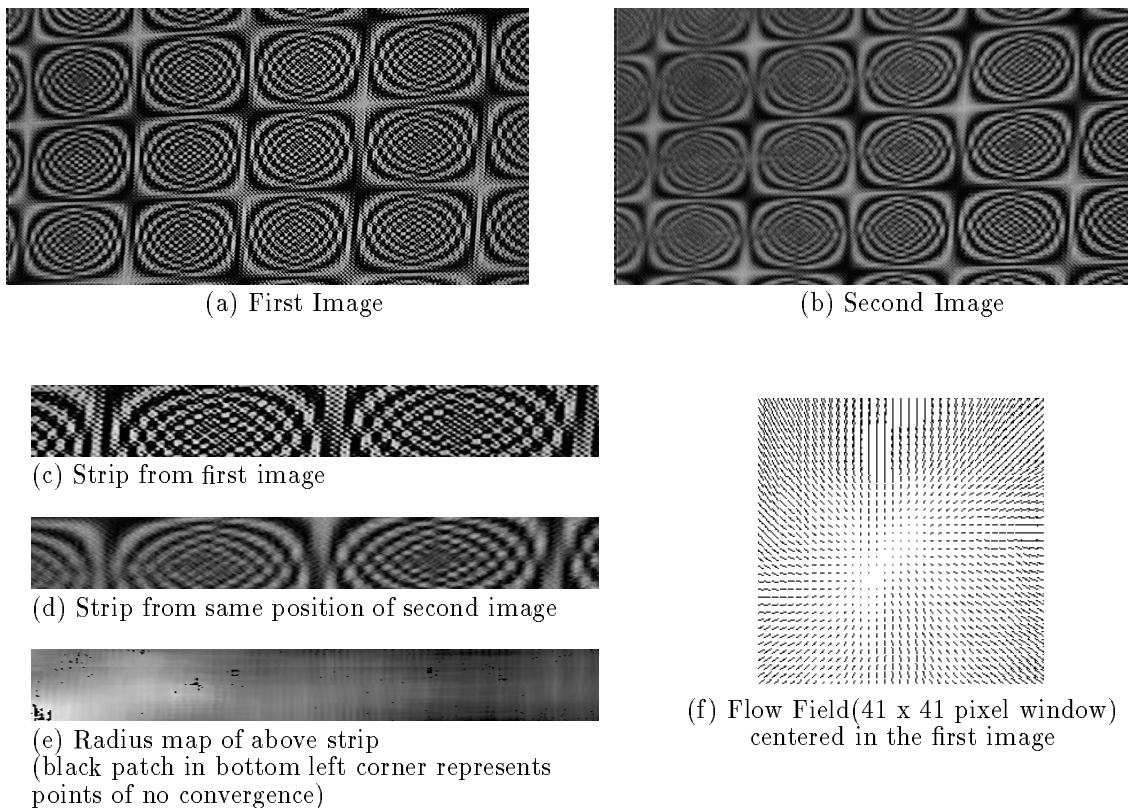 (a) First Image
(b) Second Image
(c) Strip from first image
(d) Strip from same position of second image
(e) Radius map of above strip
(black patch in bottom left corner represents
points of no convergence)
(f) Flow Field(41 x 41 pixel window)
centered in the first image